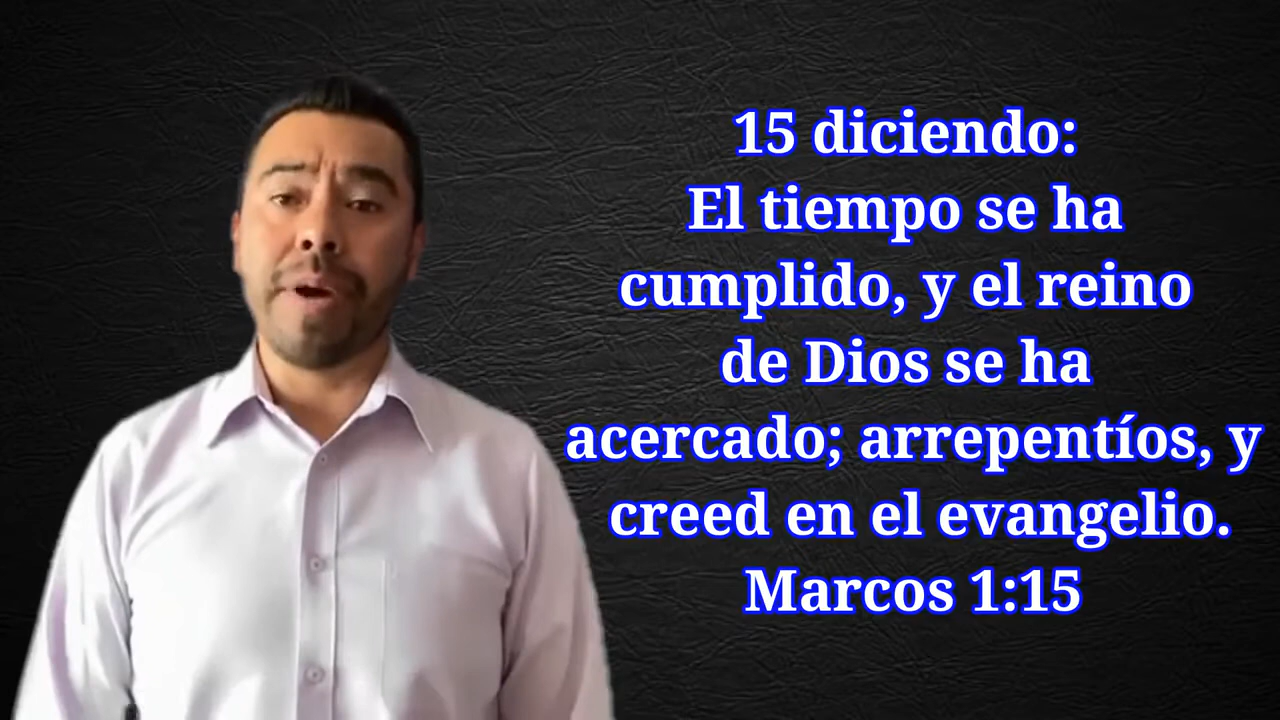 15 diciendo:
El tiempo se ha
cumplido, y el reino
de Dios se ha
acercado; arrepentíos, y
creed en el evangelio.
Marcos 1:15